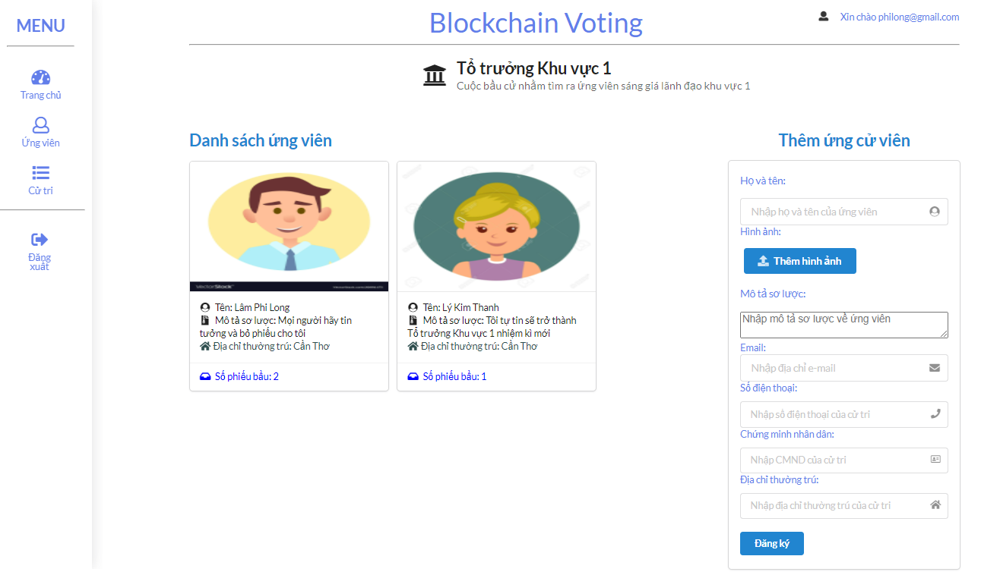 MENU
Trang chủ
Ứng viên
Cử tri
Đăng
xuất
Blockchain Voting
Xin chào philong@gmail.com
Tổ trưởng Khu vực 1
Cuộc bầu cử nhằm tìm ra ứng viên sáng giá lãnh đạo khu vực 1
Danh sách ứng viên
VectorStock
Tên: Lâm Phi Long
Mô tả sơ lược: Mọi người hãy tin
tưởng và bỏ phiếu cho tôi
Địa chỉ thường trú: Cần Thơ
Số phiếu bầu: 2
Tên: Lý Kim Thanh
Mô tả sơ lược: Tôi tự tin sẽ trở thành
Tổ trưởng Khu vực 1 nhiệm kì mới
Địa chỉ thường trú: Cần Thơ
Số phiếu bầu: 1
Thêm ứng cử viên
Họ và tên:
Nhập họ và tên của ứng viên
Hình ảnh:
Thêm hình ảnh
Mô tả sơ lược:
Nhập mô tả sơ lược về ứng viên
Email:
Nhập địa chỉ e-mail
Số điện thoại:
Nhập số điện thoại của cử tri
Chứng minh nhân dân:
Nhập CMND của cử tri
Địa chỉ thường trú:
Nhập địa chỉ thường trú của cử tri
Đăng ký